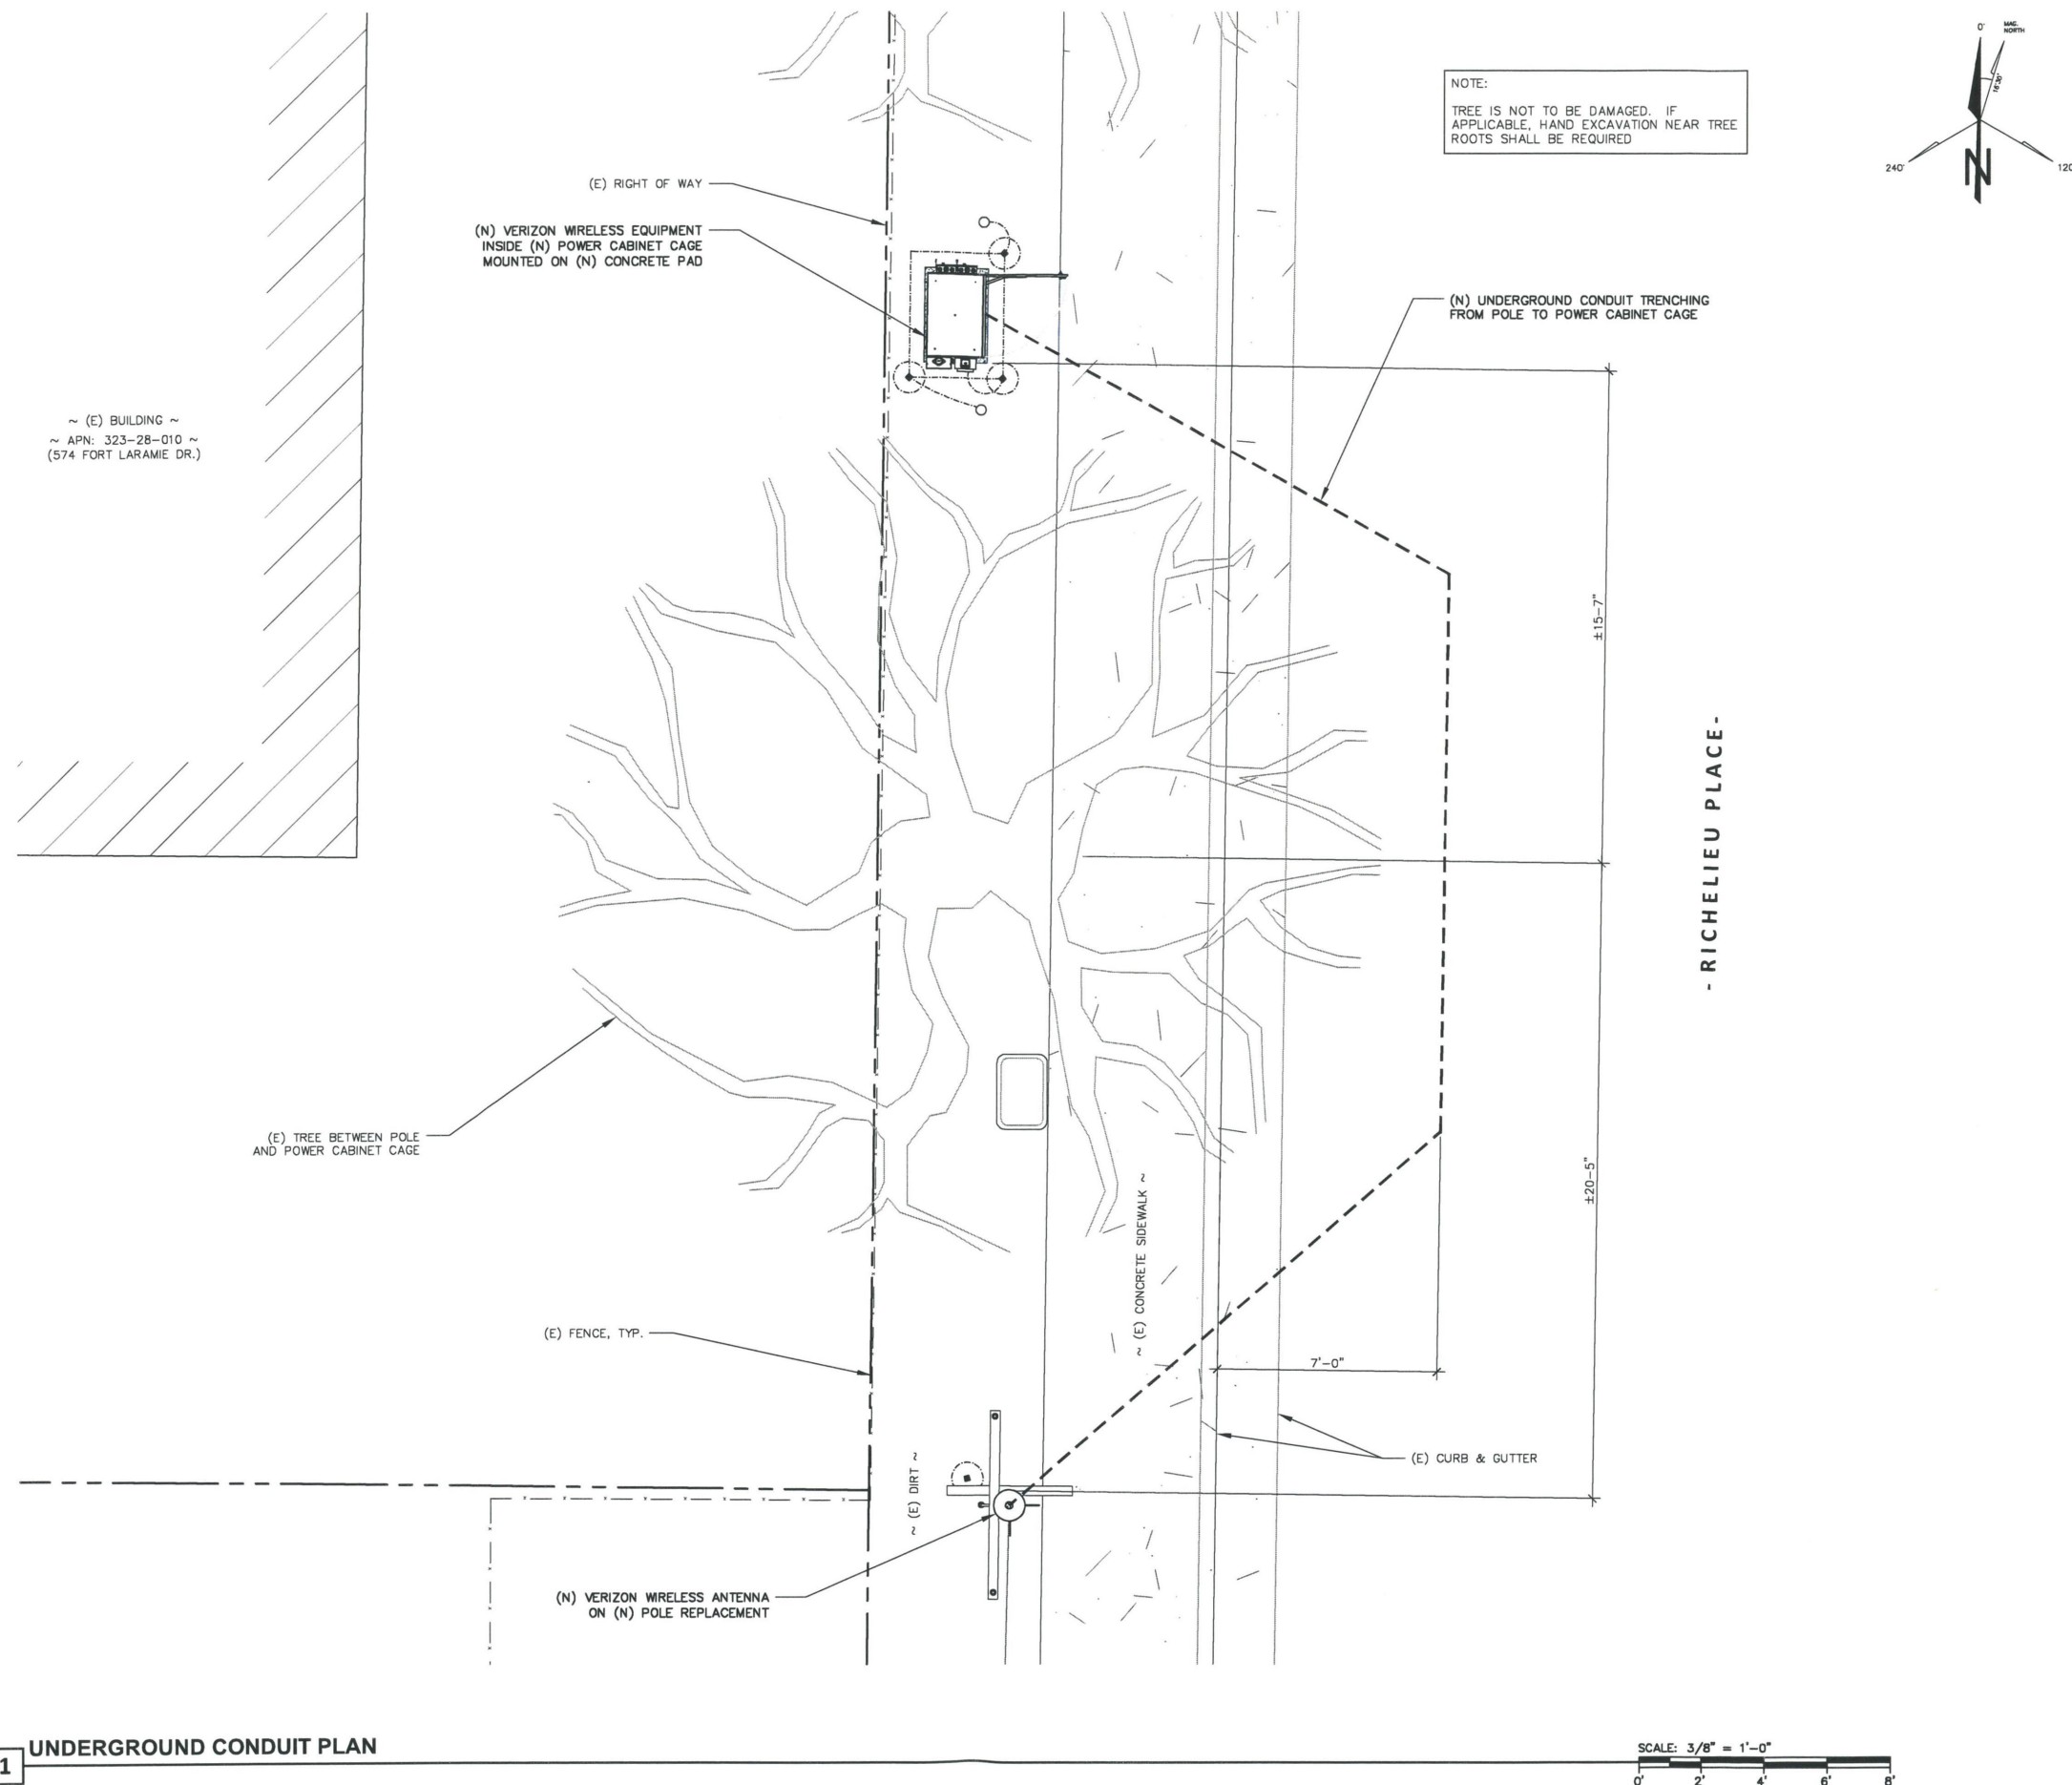 0'
MAG.
NORTH
16'30'
NOTE:
TREE IS NOT TO BE DAMAGED. IF
APPLICABLE, HAND EXCAVATION NEAR TREE
ROOTS SHALL BE REQUIRED
240'
N
120
(E) RIGHT OF WAY
(N) VERIZON WIRELESS EQUIPMENT
INSIDE (N) POWER CABINET CAGE
MOUNTED ON (N) CONCRETE PAD
(N) UNDERGROUND CONDUIT TRENCHING
FROM POLE TO POWER CABINET CAGE
~ (E) BUILDING ~
~ APN: 323-28-010 ~
(574 FORT LARAMIE DR.)
±15-7"
-RICHELIEU PLACE-
(E) TREE BETWEEN POLE
AND POWER CABINET CAGE
±20-5"
~ (E) CONCRETE SIDEWALK ~
(E) FENCE, TYP.
7'-0"
(E) CURB & GUTTER
~ (E) DIRT ~
(N) VERIZON WIRELESS ANTENNA
ON (N) POLE REPLACEMENT
1
UNDERGROUND CONDUIT PLAN
SCALE: 3/8" = 1'-0"
0' 2' 4' 6' 8'